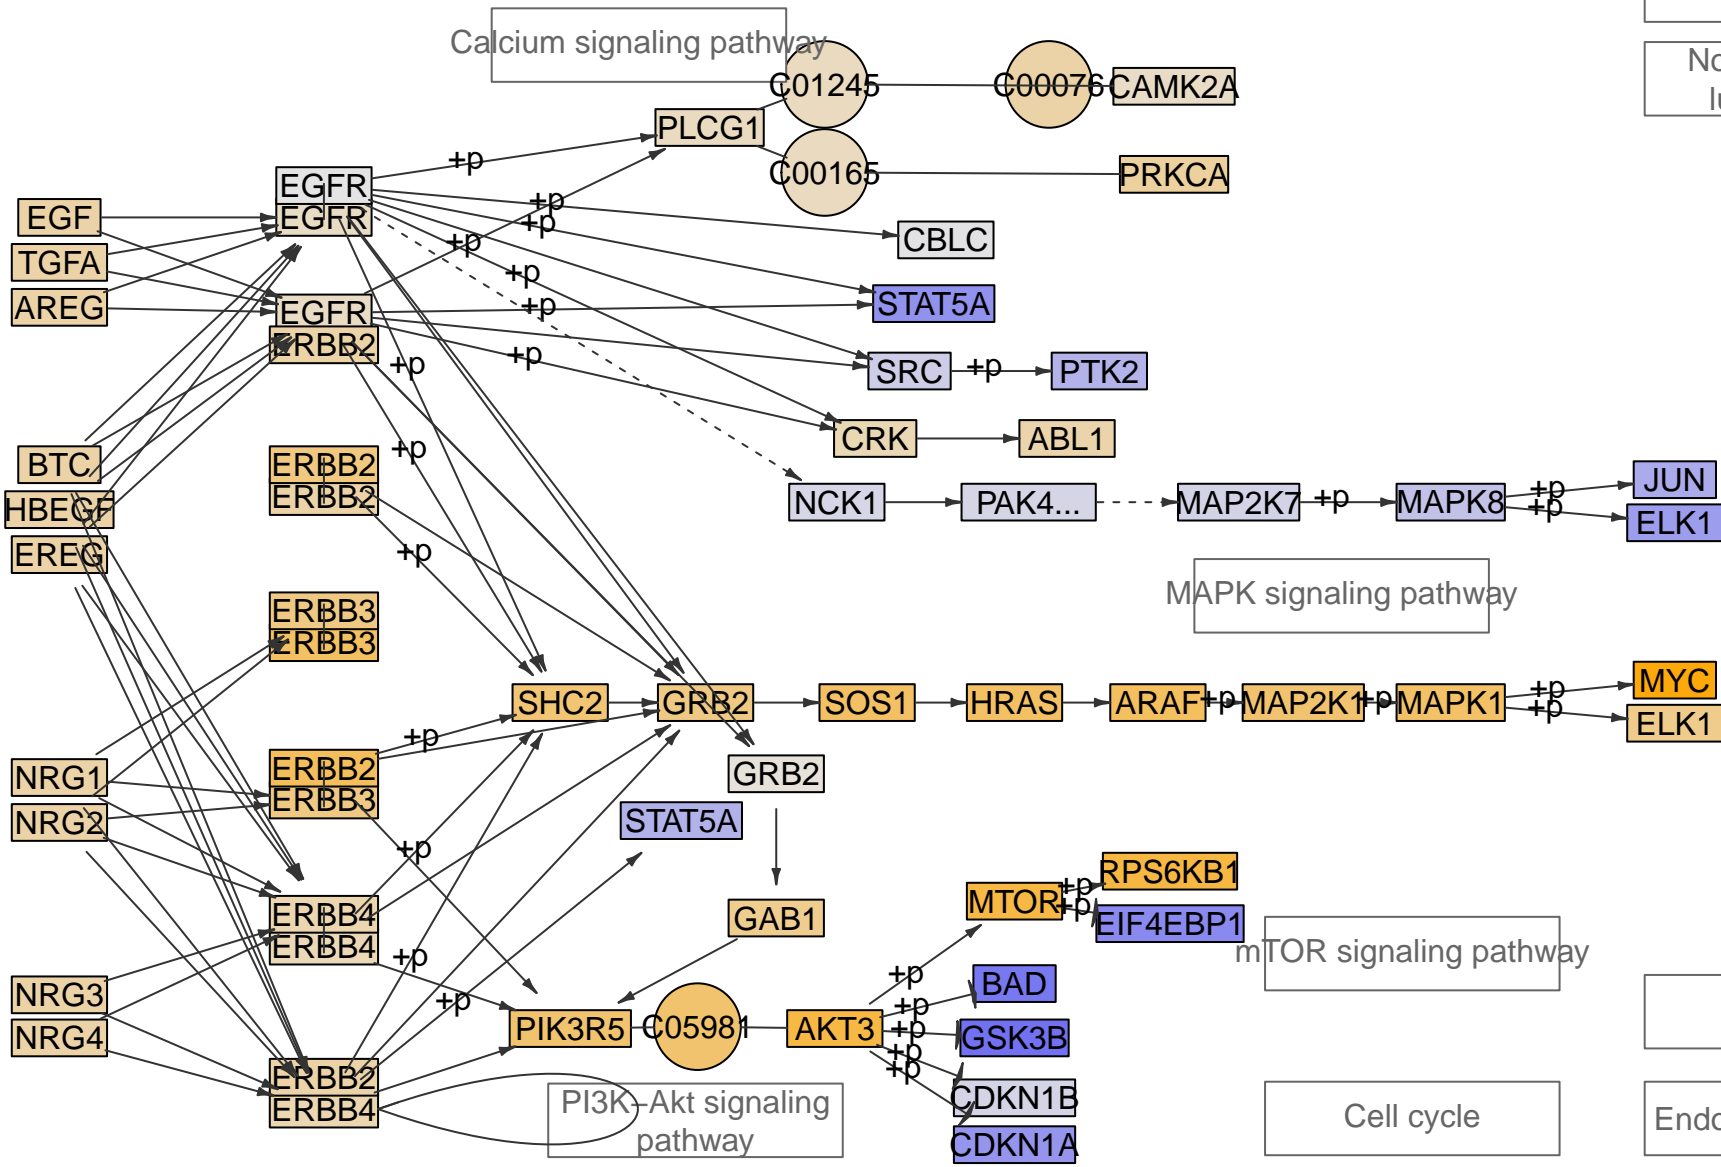 Calcium signaling pathway
C01245
C00076
CAMK2A
PLCG1
C00165
PRKCA
+p
EGFR
EGFR
EGF
TGFA
AREG
+p
+p
+p
+p
+p
+p
+p
CBLC
STAT5A
EGFR
ERBB2
SRC
+p
PTK2
CRK
ABL1
BTC
HBEGF
EREG
ERBB2
ERBB2
+p
+p
NCK1
PAK4...
MAP2K7
+p
MAPK8
+p
+p
JUN
ELK1
MAPK signaling pathway
ERBB3
ERBB3
SHC2
GRB2
SOS1
HRAS
ARAF
+p
MAP2K1
+p
MAPK1
+p
+p
MYC
ELK1
NRG1
NRG2
ERBB2
ERBB3
+p
GRB2
STAT5A
+p
ERBB4
ERBB4
+p
+p
GAB1
MTOR
+p
+p
RPS6KB1
EIF4EBP1
mTOR signaling pathway
NRG3
NRG4
PIK3R5
C05981
AKT3
+p
+p
+p
+p
+p
BAD
GSK3B
CDKN1B
CDKN1A
ERBB2
ERBB4
PI3K−Akt signaling
pathway
Cell cycle